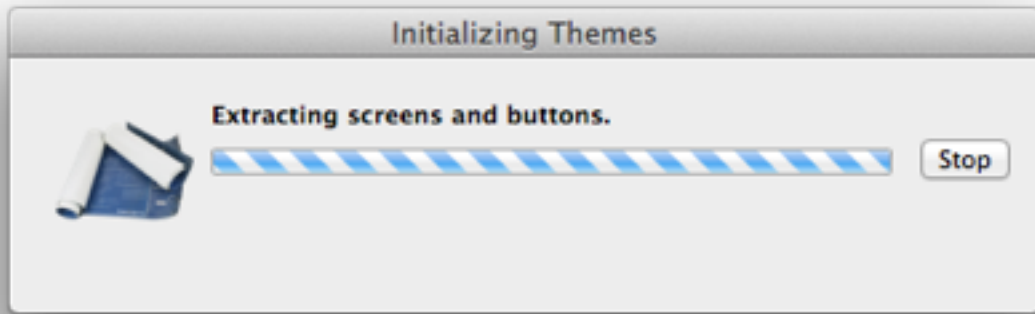 Initializing Themes
Extracting screens and buttons.
Stop